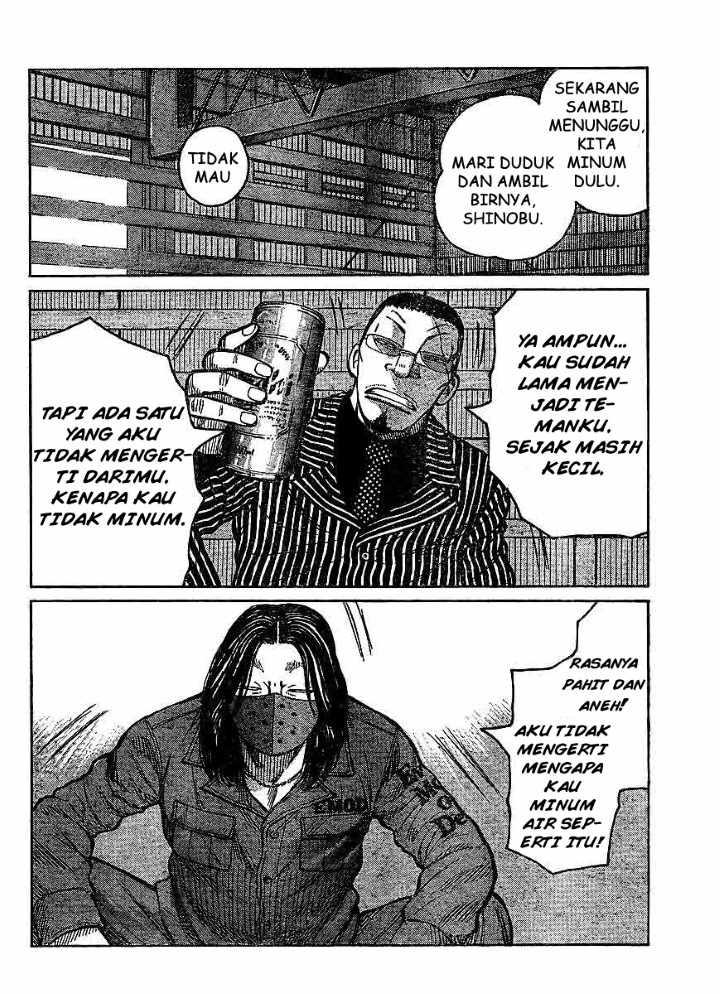 SEKARANG
SAMBIL
MENUNGGU,
KITA
MINUM
DULU.
MARI DUDUK
DAN AMBIL
BIRNYA,
SHINOBU.
TIDAK
MAU
YA AMPUN...
KAU SUDAH
LAMA MEN-
JADI TE-
MANKU,
SEJAK MASIH
KECIL.
TAPI ADA SATU
YANG AKU
TIDAK MENGER-
TI DARIMU.
KENAPA KAU
TIDAK MINUM.
RASANYA
PAHIT DAN
ANEH!
AKU TIDAK
MENGERTI
MENGAPA
KAU
MINUM
AIR SEP-
ERTI ITU!